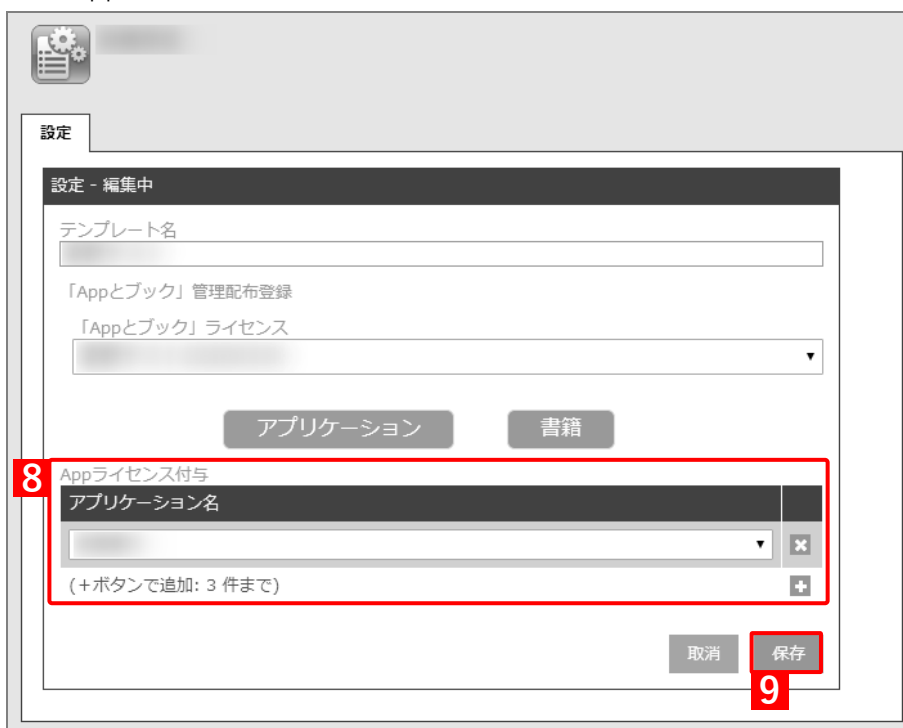 設定
設定 - 編集中
テンプレート名
「Appとブック」管理配布登録
「Appとブック」ライセンス
アプリケーション 書籍
8
Appライセンス付与
アプリケーション名
(+ボタンで追加: 3 件まで)
取消 保存
9